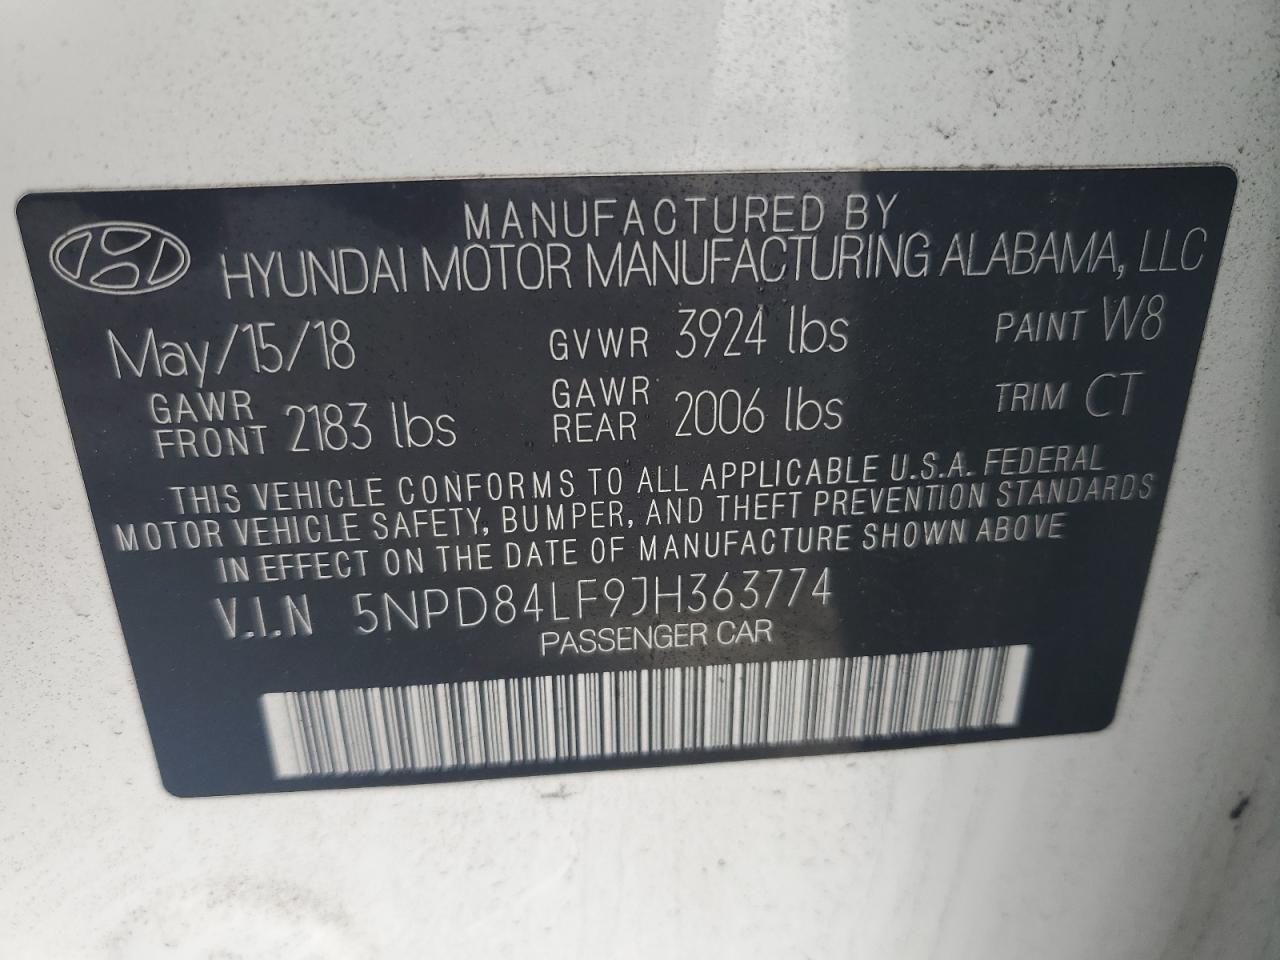 MANUFACTURED BY
HYUNDAI MOTOR MANUFACTURING ALABAMA, LLC
May/15/18 GVWR 3924 lbs PAINT W8
GAWR FRONT 2183 lbs GAWR REAR 2006 lbs TRIM CT
THIS VEHICLE CONFORMS TO ALL APPLICABLE U.S.A. FEDERAL
MOTOR VEHICLE SAFETY, BUMPER, AND THEFT PREVENTION STANDARDS
IN EFFECT ON THE DATE OF MANUFACTURE SHOWN ABOVE
V.I.N 5NPD84LF9JH363774
PASSENGER CAR